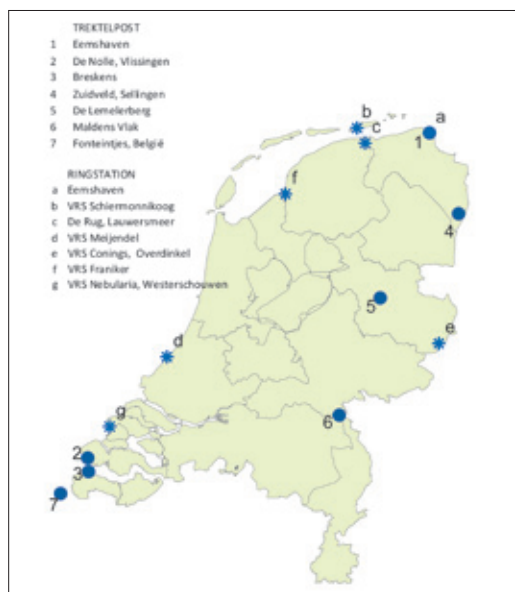 TREKTELPOST
1 Eemshaven
2 De Nolle, Vlissingen
3 Breskens
4 Zuidveld, Sellingen
5 De Lemelerberg
6 Maldens Vlak
7 Fonteintjes, België
RINGSTATION
a Eemshaven
b VRS Schiermonnikoog
c De Rug, Lauwersmeer
d VRS Meijendel
e VRS Conings, Overdinkel
f VRS Franiker
g VRS Nebularia, Westerschouwen
b
a
c
1
f
4
5
e
d
g
6
2
3
7